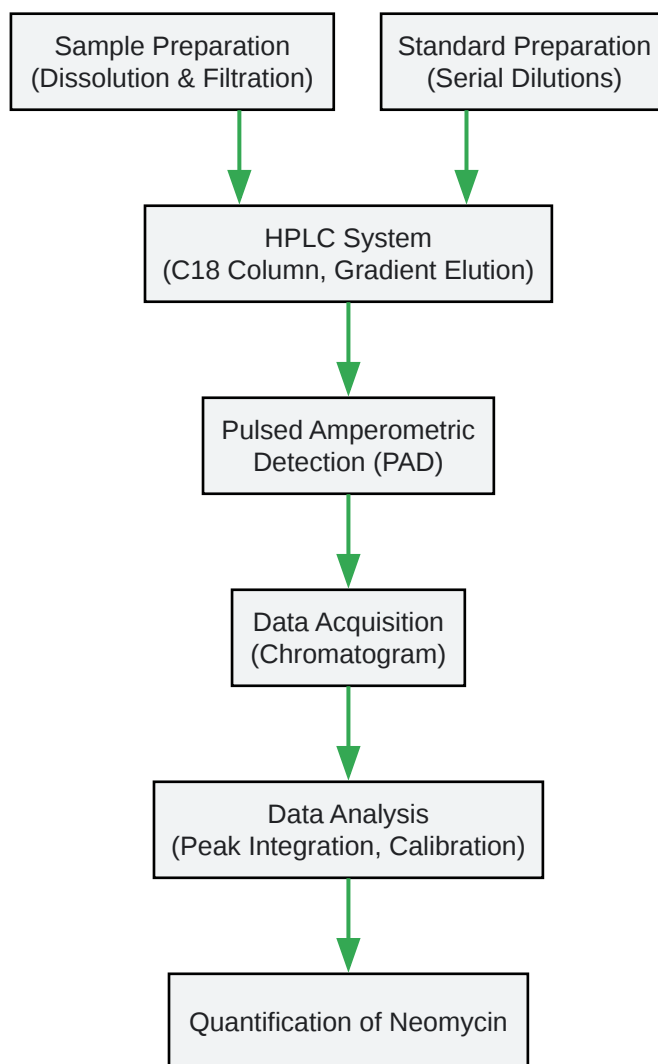 Sample Preparation
(Dissolution & Filtration)
Standard Preparation
(Serial Dilutions)
HPLC System
(C18 Column, Gradient Elution)
Pulsed Amperometric
Detection (PAD)
Data Acquisition
(Chromatogram)
Data Analysis
(Peak Integration, Calibration)
Quantification of Neomycin